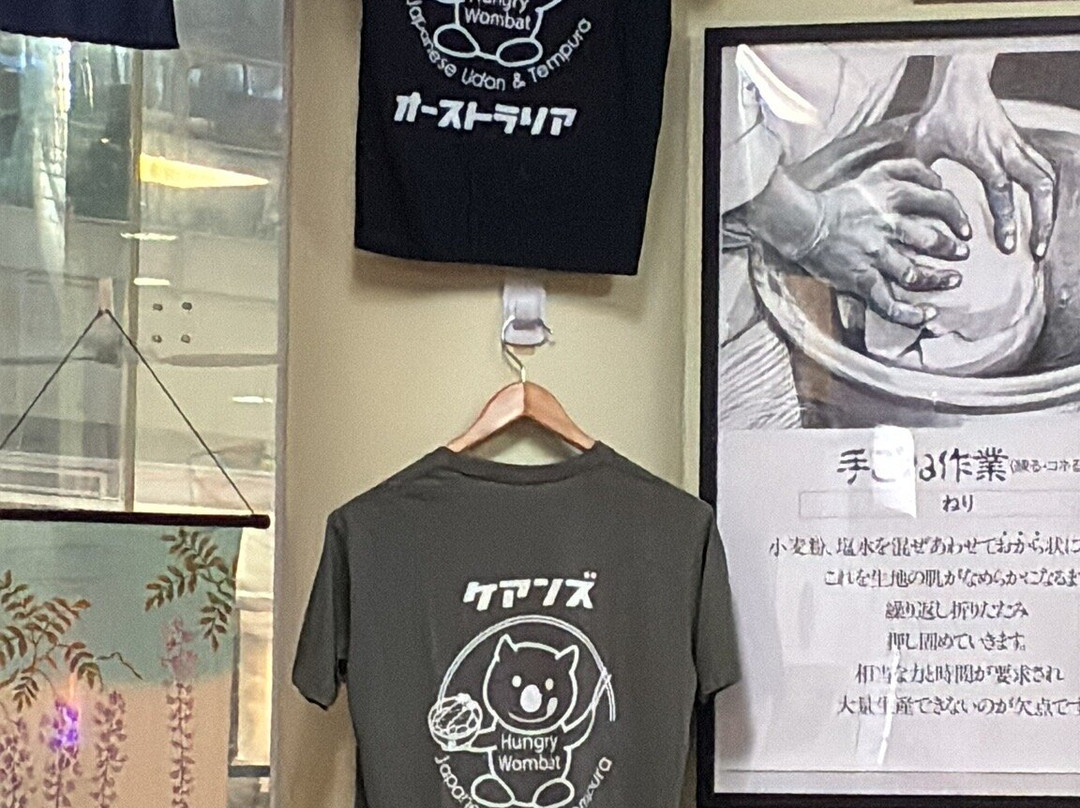 Hungry
Wombat
Japanese Udon & Tempura
オーストラリア
ケアンズ
Hungry
Wombat
手 る作業
ねり
小麦粉、塩水を混ぜあわせておから状に
これを生地の肌がなめらかになるま
繰り返し折りたたみ
押し固めていきます。
相当な力と時間が要求され
大量生産できないのが欠点です